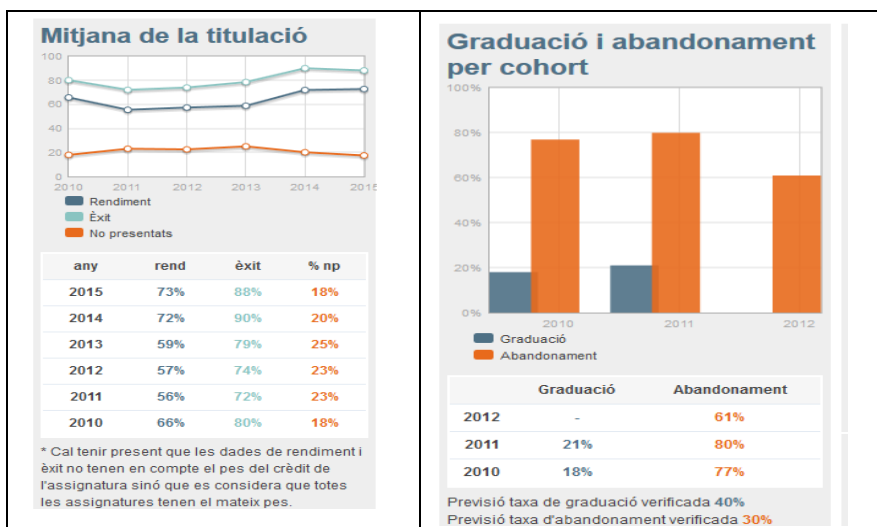 Mitjana de la titulació
100
80
60
40
20
0
2010 2011 2012 2013 2014 2015
Rendiment
Èxit
No presentats
any rend èxit % np
2015 73% 88% 18%
2014 72% 90% 20%
2013 59% 79% 25%
2012 57% 74% 23%
2011 56% 72% 23%
2010 66% 80% 18%
* Cal tenir present que les dades de rendiment i
èxit no tenen en compte el pes del crèdit de
l'assignatura sinó que es considera que totes
les assignatures tenen el mateix pes.
Graduació i abandonament
per cohort
100%
80%
60%
40%
20%
0%
2010 2011 2012
Graduació
Abandonament
Graduació Abandonament
2012 - 61%
2011 21% 80%
2010 18% 77%
Previsió taxa de graduació verificada 40%
Previsió taxa d'abandonament verificada 30%